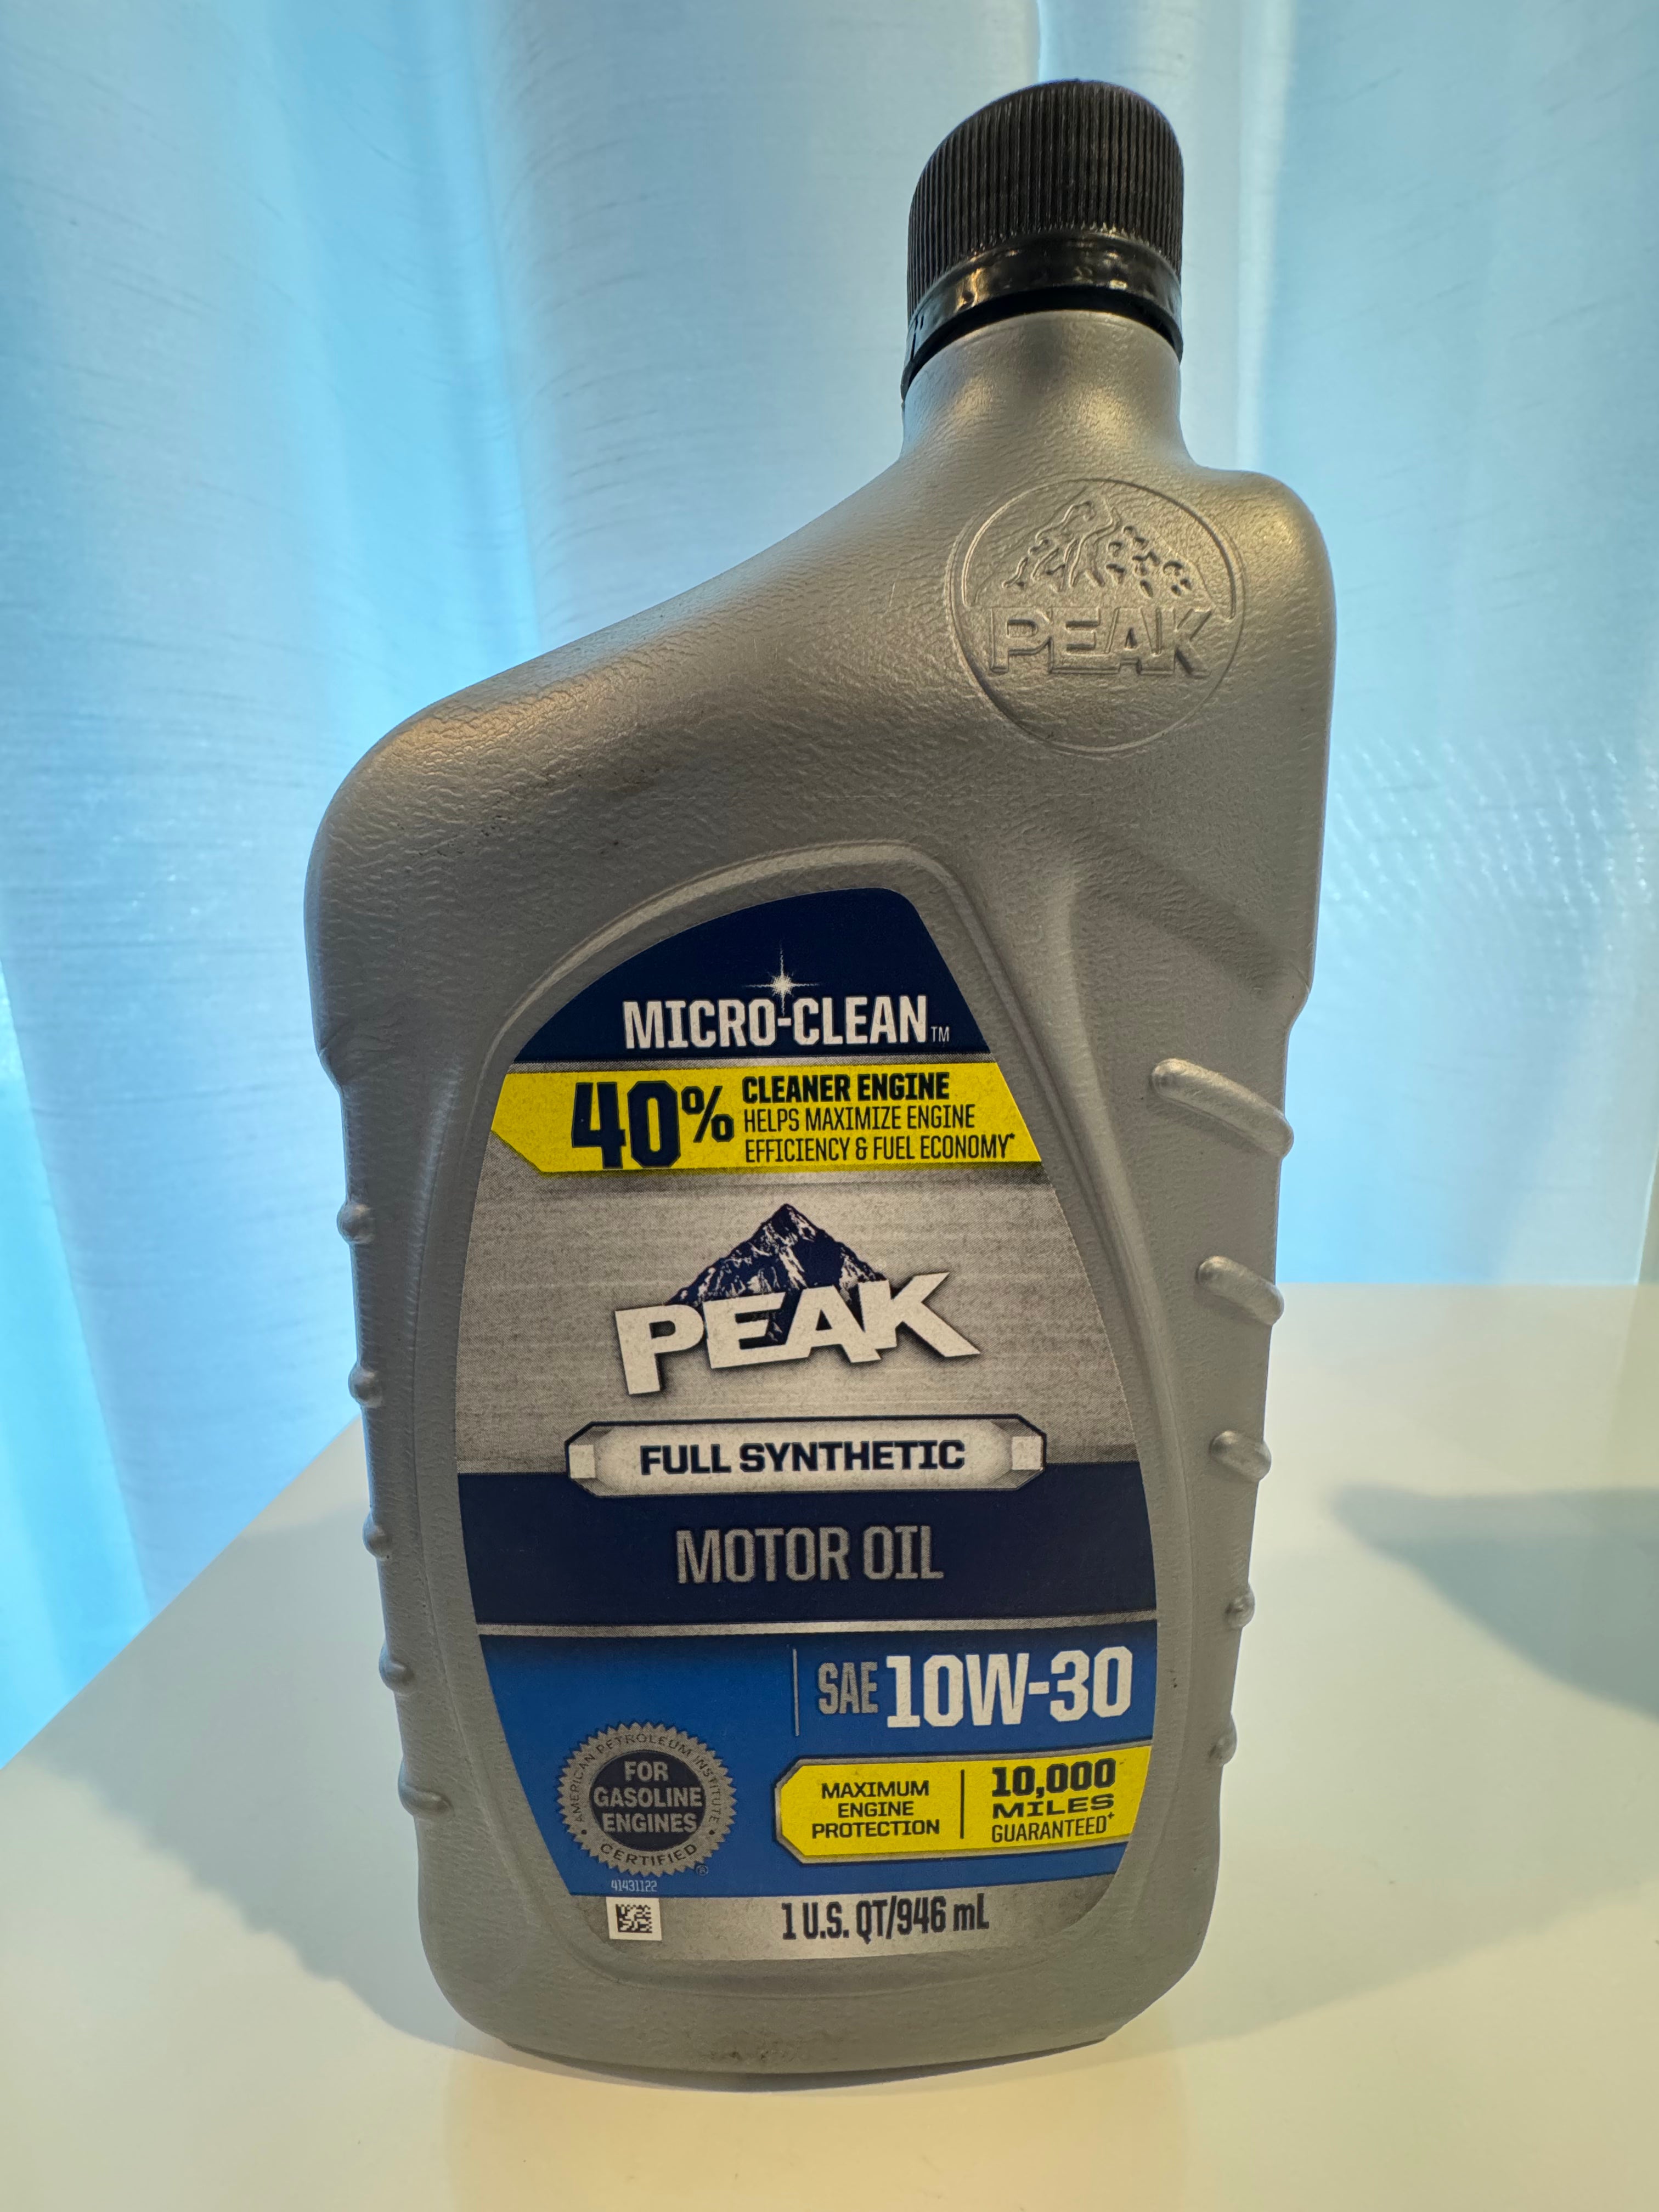 PEAK
MICRO-CLEAN™
40% CLEANER ENGINE
HELPS MAXIMIZE ENGINE
EFFICIENCY & FUEL ECONOMY*
PEAK
FULL SYNTHETIC
MOTOR OIL
SAE 10W-30
AMERICAN PETROLEUM INSTITUTE
FOR
GASOLINE
ENGINES
CERTIFIED
®
MAXIMUM
ENGINE
PROTECTION
10,000
MILES
GUARANTEED⁺
41431122
1 U.S. QT/946 mL